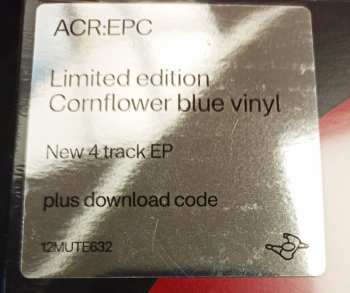 ACR:EPC
Limited edition
Cornflower blue vinyl
New 4 track EP
plus download code
12MUTE632